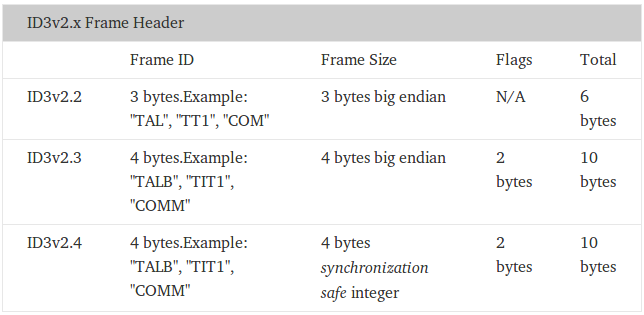 ID3v2.x Frame Header
Frame ID Frame Size Flags Total
ID3v2.2 3 bytes.Example: 3 bytes big endian N/A 6
"TAL", "TT1", "COM" bytes
ID3v2.3 4 bytes.Example: 4 bytes big endian 2 10
"TALB", "TIT1", bytes bytes
"COMM"
ID3v2.4 4 bytes.Example: 4 bytes 2 10
"TALB", "TIT1", synchronization bytes bytes
"COMM" safe integer